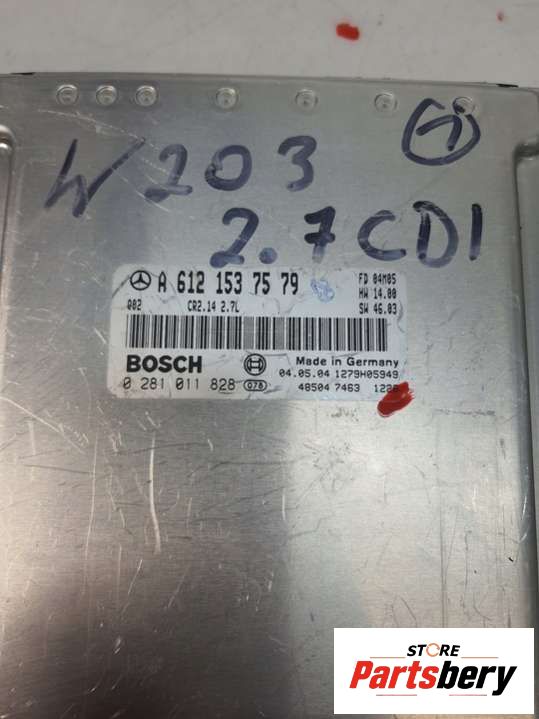 W203
2.7CDI
A 612 153 75 79
Q02
CR2.14 2.7L
FD 04M05
HW 14.00
SW 46.03
BOSCH
Made in Germany
04.05.04 1279H05949
0 281 011 828 078
48504 7463
STORE
Partsbery